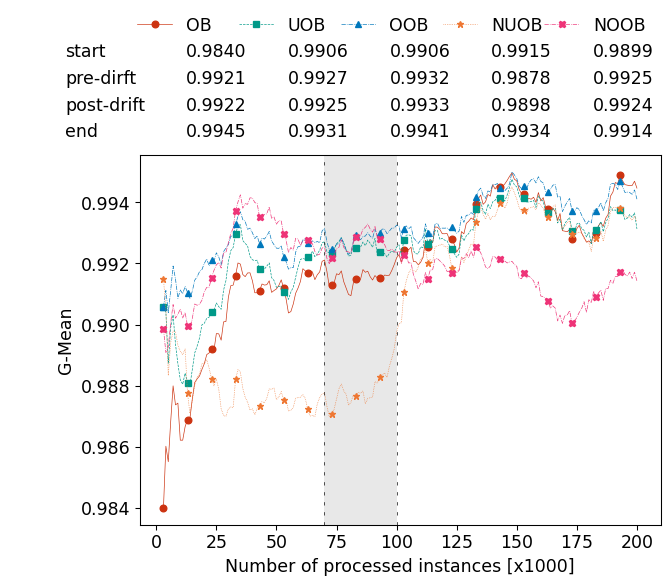 OB UOB OOB NUOB NOOB
start 0.9840 0.9906 0.9906 0.9915 0.9899
pre-dirft 0.9921 0.9927 0.9932 0.9878 0.9925
post-drift 0.9922 0.9925 0.9933 0.9898 0.9924
end 0.9945 0.9931 0.9941 0.9934 0.9914
0.994
0.992
0.990
0.988
0.986
0.984
G-Mean
0 25 50 75 100 125 150 175 200
Number of processed instances [x1000]